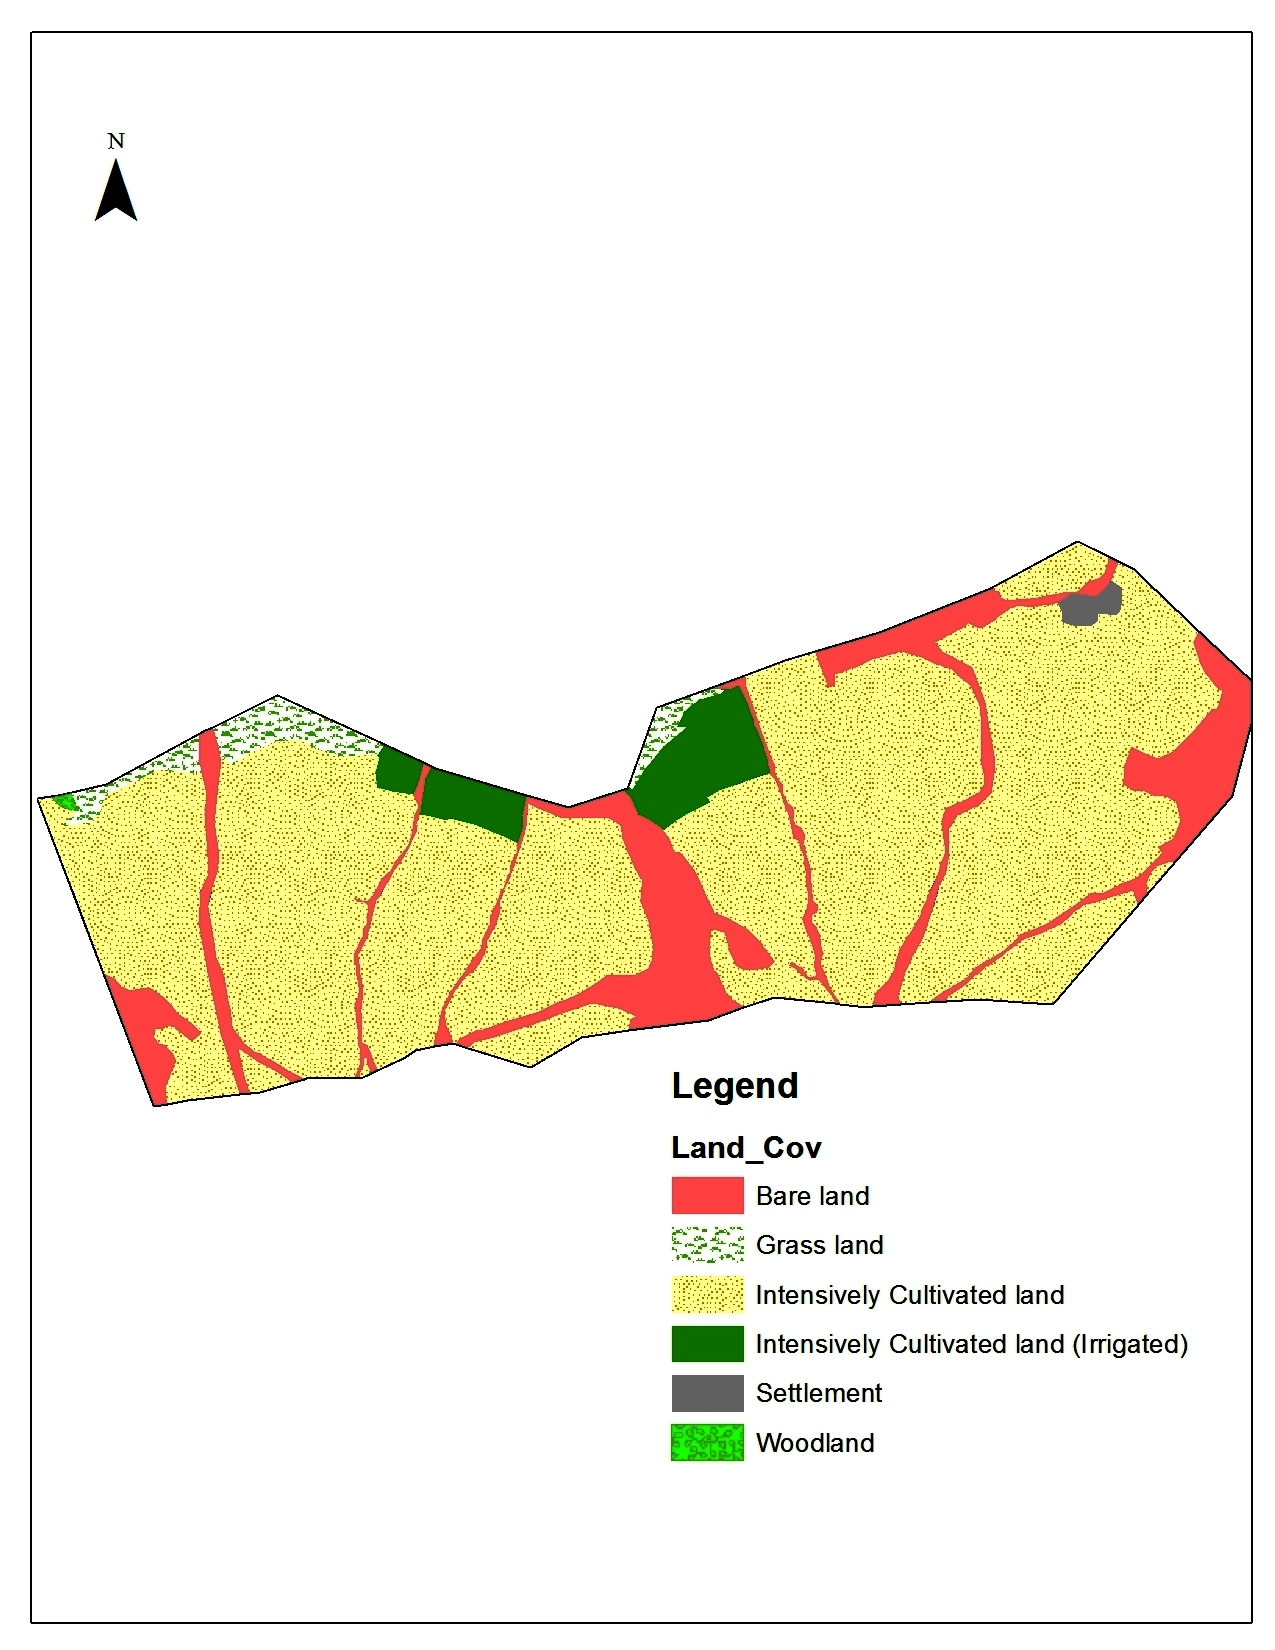 N
Legend
Land_Cov
Bare land
Grass land
Intensively Cultivated land
Intensively Cultivated land (Irrigated)
Settlement
Woodland